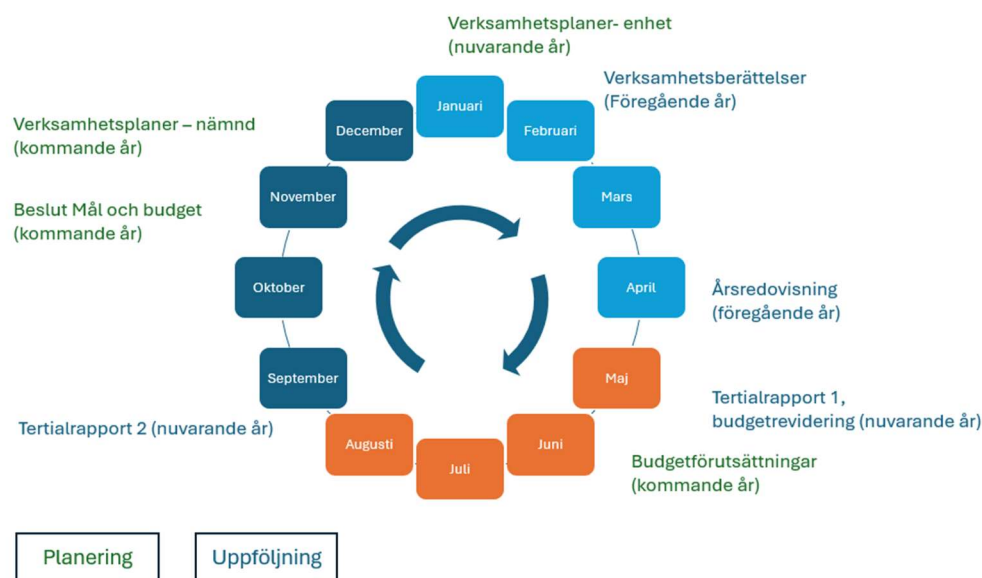 Verksamhetsplaner- enhet
(nuvarande år)
Verksamhetsberättelser
(Föregående år)
Januari
Februari
Mars
April
Årsredovisning
(föregående år)
Maj
Tertialrapport 1,
budgetrevidering (nuvarande år)
Juni
Budgetförutsättningar
(kommande år)
Juli
Augusti
Tertialrapport 2 (nuvarande år)
September
Oktober
Beslut Mål och budget
(kommande år)
November
Verksamhetsplaner – nämnd
(kommande år)
December
Planering
Uppföljning